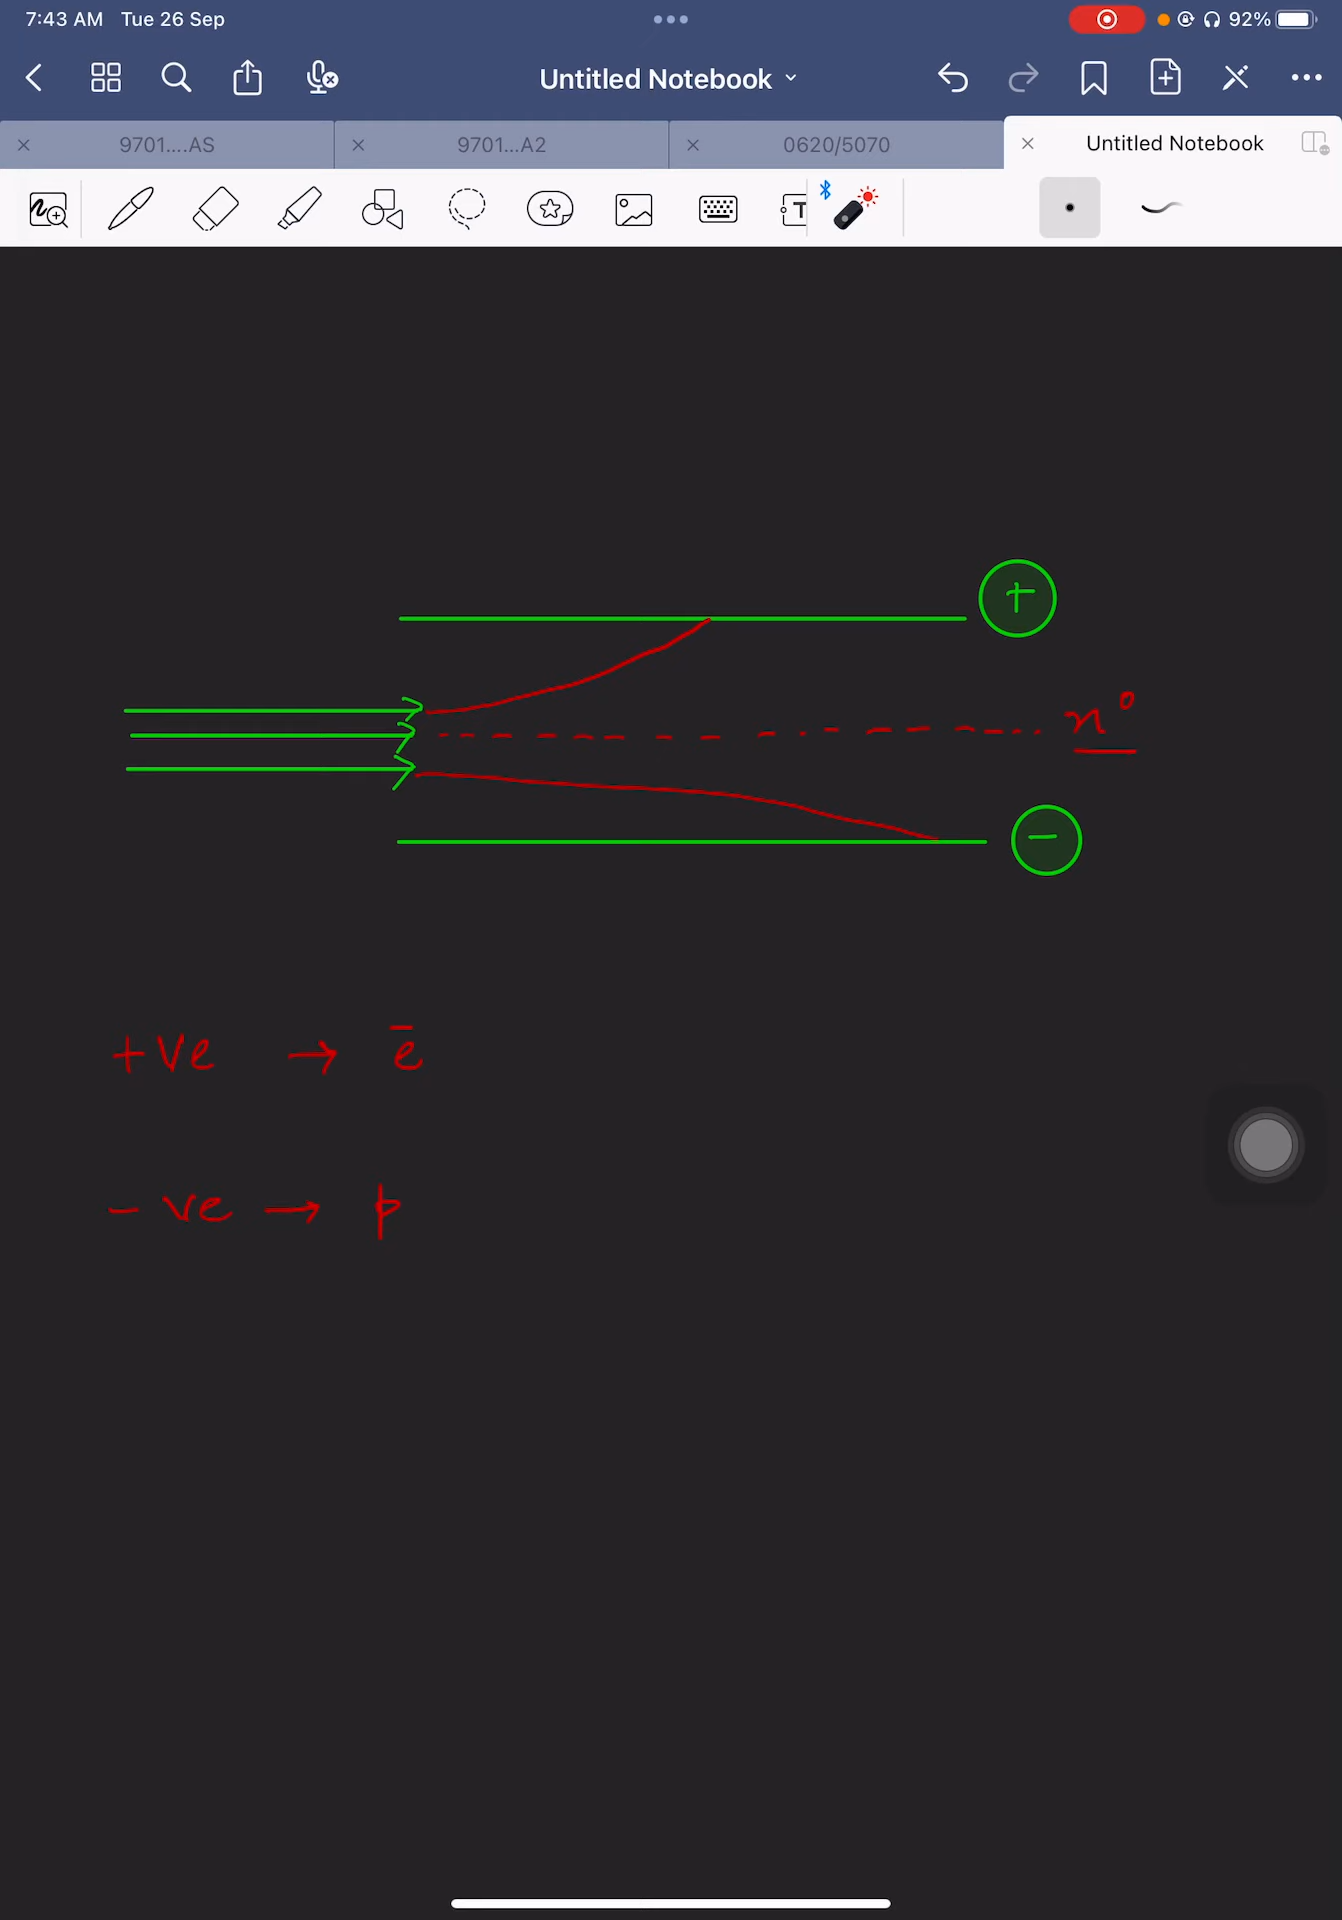 7:43 AM Tue 26 Sep
92%
Untitled Notebook
9701....AS
9701...A2
0620/5070
Untitled Notebook
T
+
n°
-
+ve → e̅
- ve → p